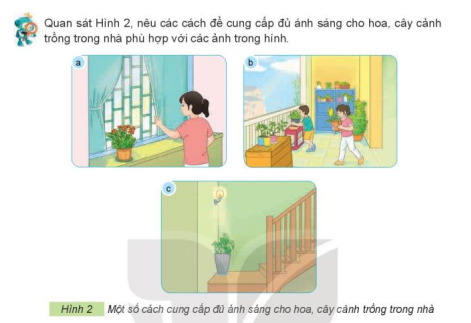 Quan sát Hình 2, nêu các cách để cung cấp đủ ánh sáng cho hoa, cây cảnh
trồng trong nhà phù hợp với các ảnh trong hình.
a
b
c
Hình 2 Một số cách cung cấp đủ ánh sáng cho hoa, cây cảnh trồng trong nhà